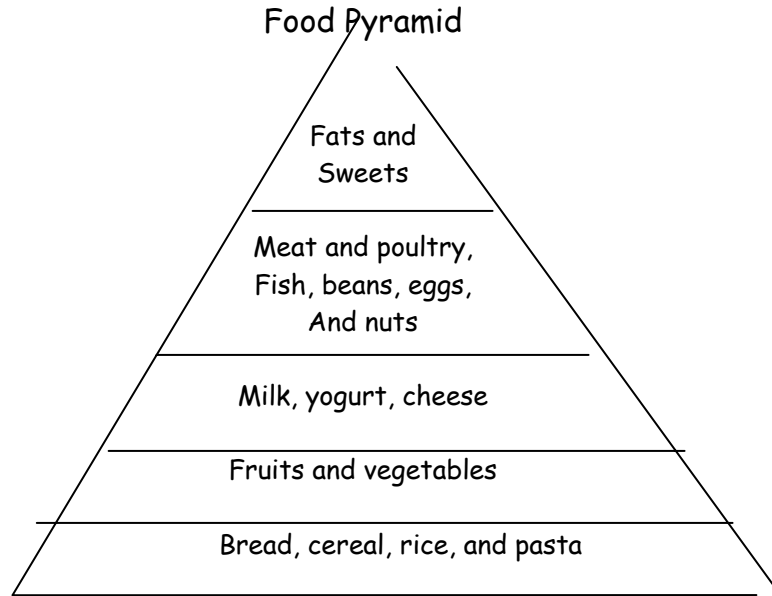 Food Pyramid
Fats and
Sweets
Meat and poultry,
Fish, beans, eggs,
And nuts
Milk, yogurt, cheese
Fruits and vegetables
Bread, cereal, rice, and pasta